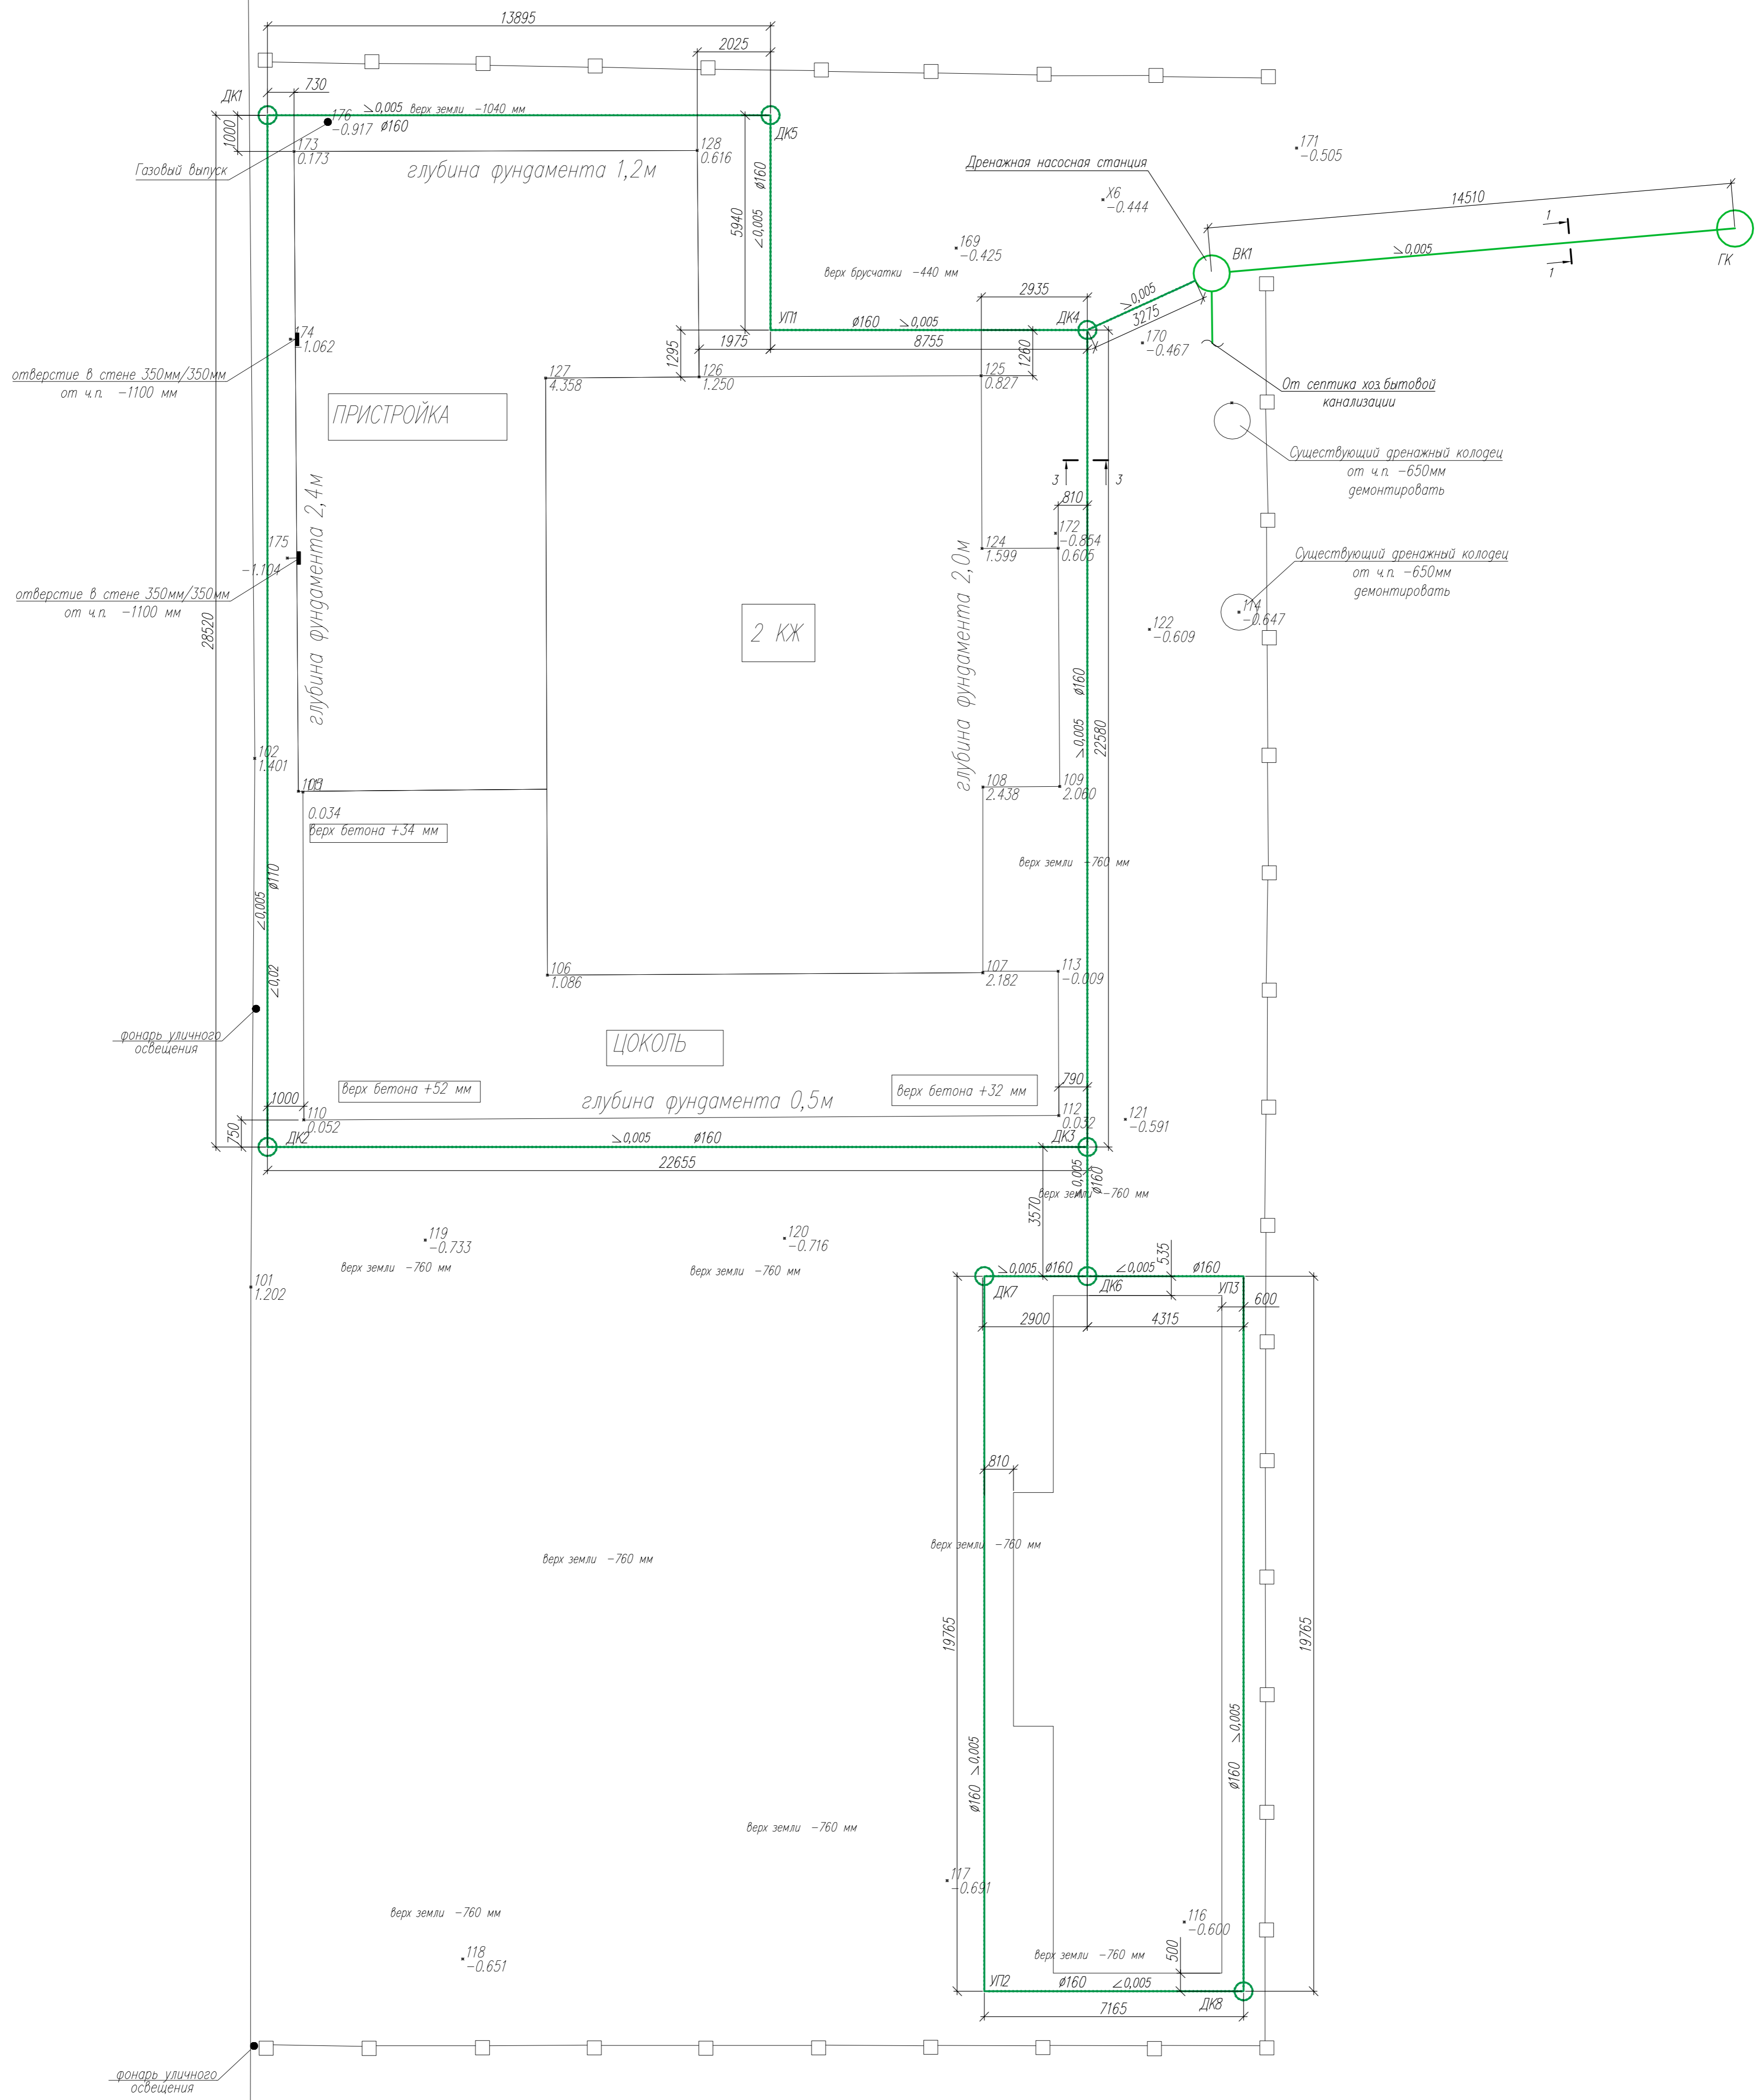 13895
2025
730
ДК1
⦣0,005 верх земли -1040 мм
176
-0.917
ø160
1000
173
0.173
Газовый выпуск
глубина фундамента 1,2м
128
0.616
ДК5
ø160
∠0,005
5940
171
-0.505
Дренажная насосная станция
Х6
-0.444
14510
1
1
169
-0.425
верх брусчатки -440 мм
ВК1
⦣0,005
ГК
2935
⦣0,005
3275
УП1
ø160 ⦣0,005
ДК4
174
-1.062
1295
1975
8755
1260
170
-0.467
отверстие в стене 350мм/350мм
от ч.п. -1100 мм
127
4.358
126
1.250
125
0.827
От септика хоз.бытовой
канализации
ПРИСТРОЙКА
Существующий дренажный колодец
от ч.п. -650мм
демонтировать
3
3
810
глубина фундамента 2,4м
172
-0.854
124
1.599
0.605
175
-1.104
Существующий дренажный колодец
от ч.п. -650мм
демонтировать
отверстие в стене 350мм/350мм
от ч.п. -1100 мм
28520
2 КЖ
глубина фундамента 2,0м
122
-0.609
114
-0.647
ø160
⦣0,005
22580
102
1.401
0.034
верх бетона +34 мм
108
2.438
109
2.060
верх земли -760 мм
ø110
∠0,005
∠0,02
106
1.086
107
2.182
113
-0.009
фонарь уличного
освещения
ЦОКОЛЬ
верх бетона +52 мм
глубина фундамента 0,5м
верх бетона +32 мм
790
1000
110
0.052
112
0.032
121
-0.591
750
ДК2
⦣0,005 ø160
ДК3
22655
0,005
ø160
верх земли -760 мм
3570
119
-0.733
верх земли -760 мм
120
-0.716
верх земли -760 мм
535
101
1.202
⦣0,005 ø160
∠0,005
ø160
ДК7
ДК6
УП3
600
2900
4315
810
верх земли -760 мм
верх земли -760 мм
19765
19765
ø160 ⦣0,005
ø160 ⦣0,005
верх земли -760 мм
117
-0.691
верх земли -760 мм
118
-0.651
116
-0.600
верх земли -760 мм
500
УП2
ø160 ∠0,005
ДК8
7165
фонарь уличного
освещения